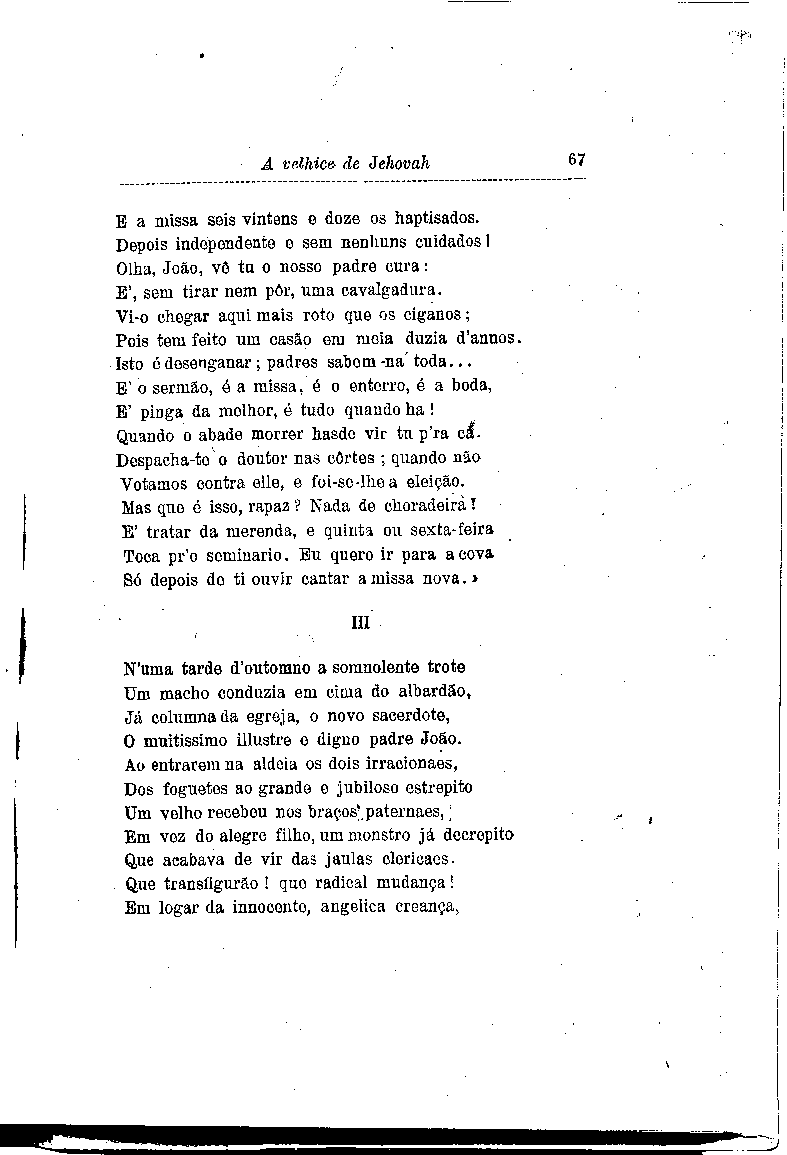 A velhice de Jehovah 67
E a missa seis vintens e doze os haptisados.
Depois independente e sem nenhuns cuidados!
Olha, João, vê tu o nosso padre cura:
E', sem tirar nem pôr, uma cavalgadura.
Vi-o chegar aqui mais roto que os ciganos;
Pois tem feito um casão em meia duzia d'annos.
Isto é desenganar; padres sabem-na toda...
E' o sermão, é a missa, é o enterro, é a boda,
E' pinga da melhor, é tudo quando ha!
Quando o abade morrer hasde vir tu p'ra cá.
Despacha-te o doutor nas côrtes; quando não
Votamos contra elle, e foi-se-lhe a eleição.
Mas que é isso, rapaz? Nada de choradeira!
E' tratar da merenda, e quinta ou sexta-feira
Toca pr'o seminario. Eu quero ir para a cova
Só depois de ti ouvir cantar a missa nova.»
III
N'uma tarde d'outomno a somnolente trote
Um macho conduzia em cima do albardão,
Já columna da egreja, o novo sacerdote,
O muitissimo illustre e digno padre João.
Ao entrarem na aldeia os dois irracionaes,
Dos foguetes ao grande e jubiloso estrepito
Um velho recebeu nos braços paternaes,
Em vez do alegre filho, um monstro já decrepito
Que acabava de vir das jaulas clericaes.
Que transfigurão! que radical mudança!
Em logar da innocente, angelica creança,